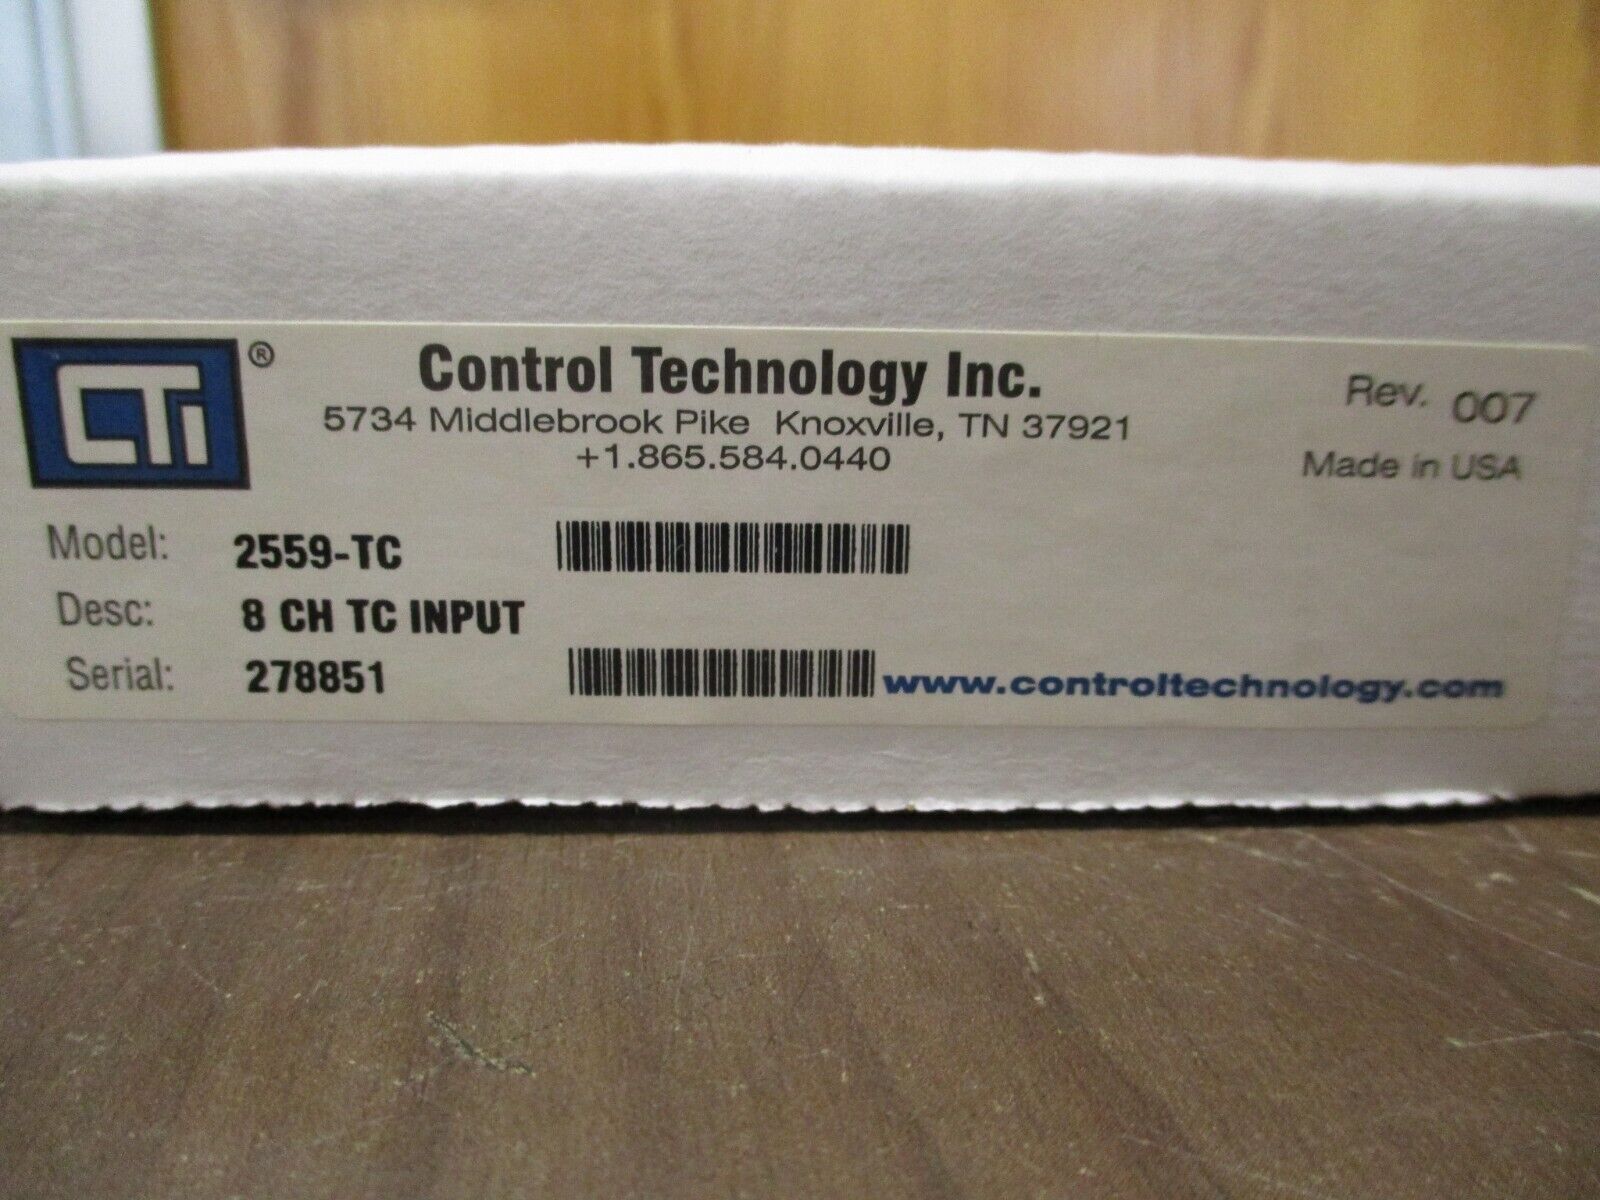 CTi ®
Control Technology Inc.
5734 Middlebrook Pike Knoxville, TN 37921
+1.865.584.0440
Rev. 007
Made in USA
Model: 2559-TC
Desc: 8 CH TC INPUT
Serial: 278851
www.controltechnology.com